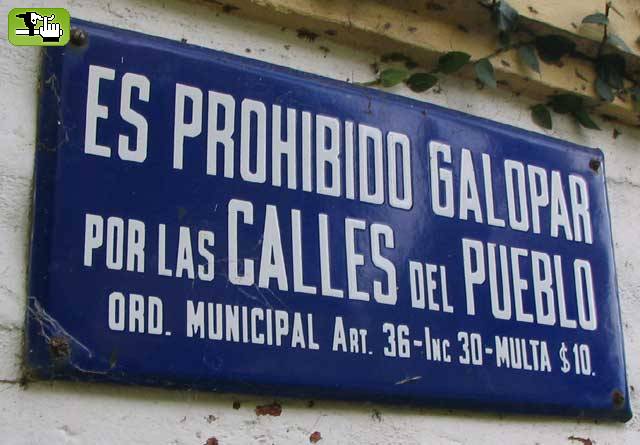 ES PROHIBIDO GALOPAR
POR LAS CALLES DEL PUEBLO
ORD. MUNICIPAL ART. 36-INC 30-MULTA $10.